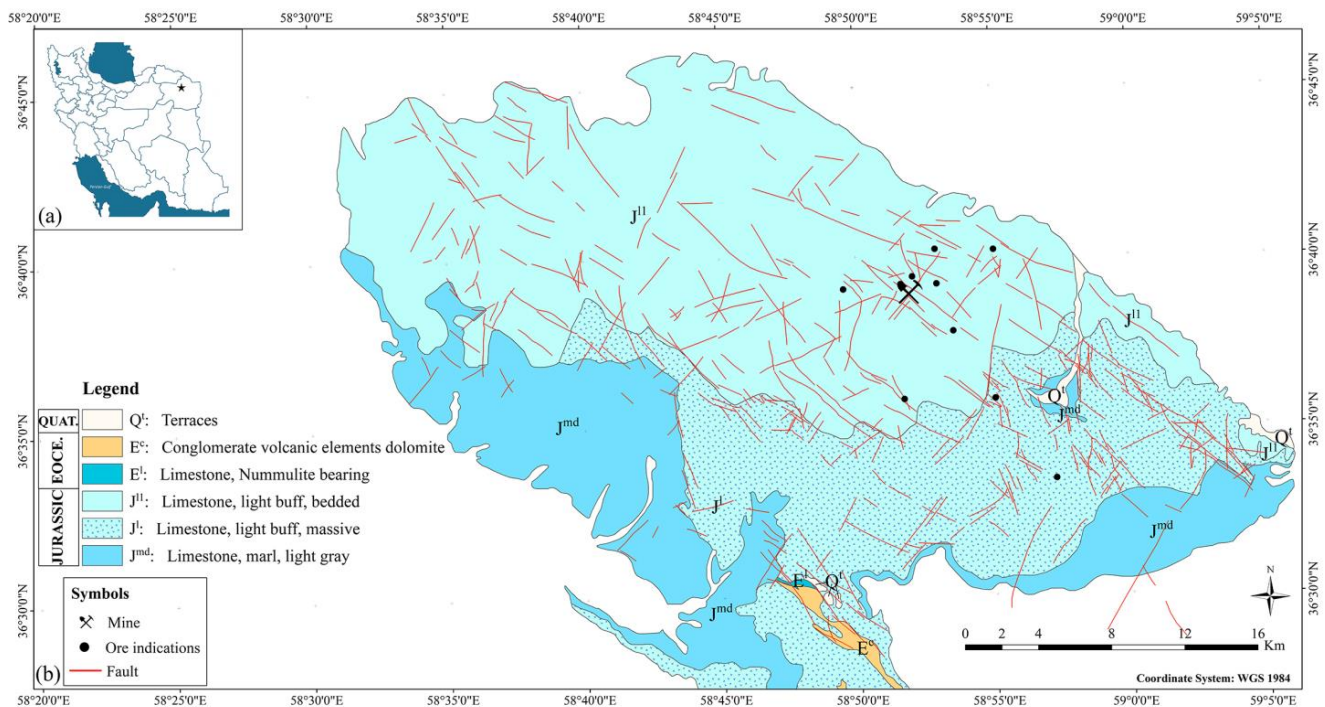 58°20'0"E 58°25'0"E 58°30'0"E 58°35'0"E 58°40'0"E 58°45'0"E 58°50'0"E 58°55'0"E 59°00'0"E 59°5'0"E
36°45'0"N
36°45'0"N
Persian Gulf
(a)
J^l1
36°40'0"N
36°40'0"N
J^l1
Legend
QUAT.
Q^t: Terraces
EOCE.
E^c: Conglomerate volcanic elements dolomite
E^l: Limestone, Nummulite bearing
JURASSIC
J^l1: Limestone, light buff, bedded
J^l: Limestone, light buff, massive
J^md: Limestone, marl, light gray
Q^t
J^md
J^md
36°35'0"N
36°35'0"N
Q^t
J^l1
J^l
J^md
E^l
Q^t
36°30'0"N
36°30'0"N
J^md
E^c
Symbols
Mine
Ore indications
Fault
(b)
N
0 2 4 8 12 16
Km
Coordinate System: WGS 1984
58°20'0"E 58°25'0"E 58°30'0"E 58°35'0"E 58°40'0"E 58°45'0"E 58°50'0"E 58°55'0"E 59°00'0"E 59°5'0"E